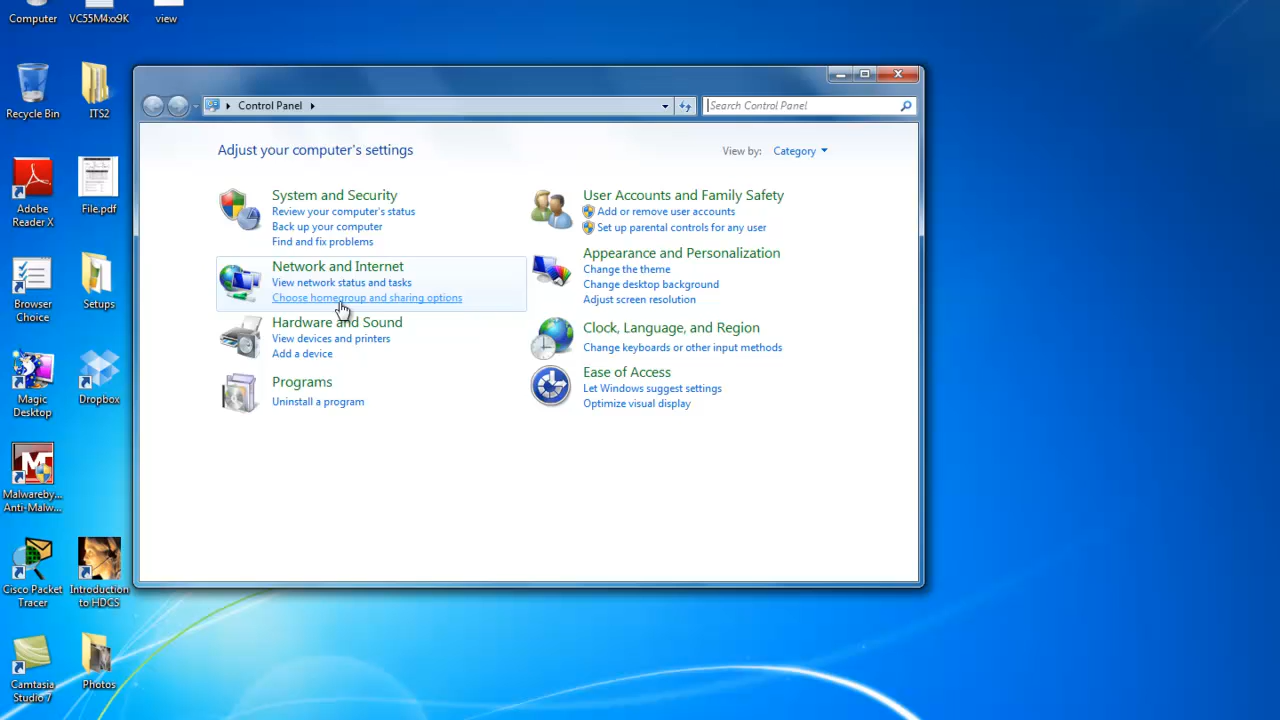 Computer
VC55M4xx9K
view
Recycle Bin
ITS2
Adobe
Reader X
File.pdf
Browser
Choice
Setups
Magic
Desktop
Dropbox
Malwareby...
Anti-Malw...
Cisco Packet
Tracer
Introduction
to HDCS
Camtasia
Studio 7
Photos
Control Panel
Search Control Panel
Adjust your computer's settings
View by:
Category
System and Security
Review your computer's status
Back up your computer
Find and fix problems
Network and Internet
View network status and tasks
Choose homegroup and sharing options
Hardware and Sound
View devices and printers
Add a device
Programs
Uninstall a program
User Accounts and Family Safety
Add or remove user accounts
Set up parental controls for any user
Appearance and Personalization
Change the theme
Change desktop background
Adjust screen resolution
Clock, Language, and Region
Change keyboards or other input methods
Ease of Access
Let Windows suggest settings
Optimize visual display